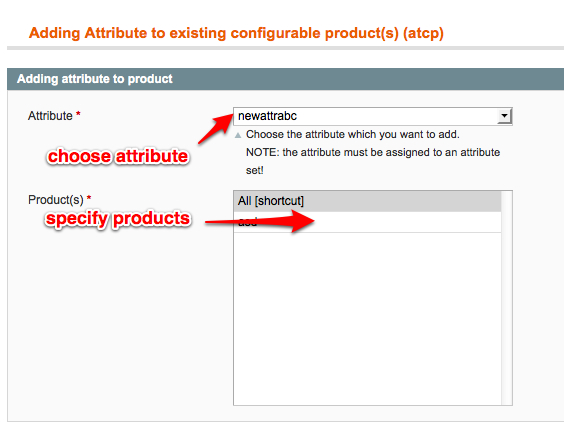 Adding Attribute to existing configurable product(s) (atcp)
Adding attribute to product
Attribute *
newattrabc
Choose the attribute which you want to add.
NOTE: the attribute must be assigned to an attribute
set!
choose attribute
Product(s) *
All [shortcut]
specify products